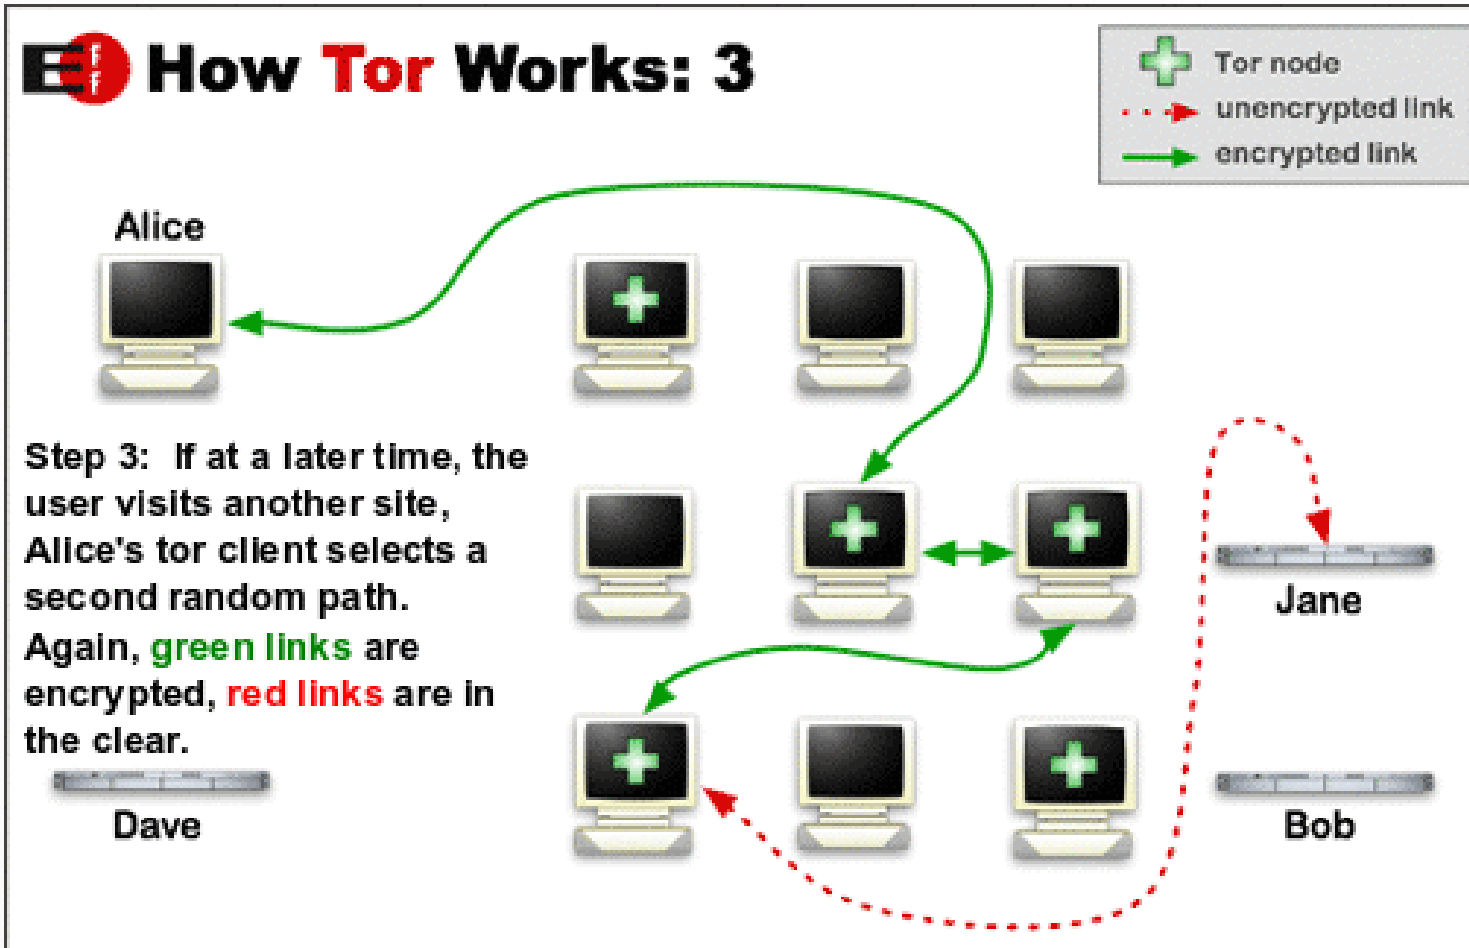 EFF How Tor Works: 3
Tor node
unencrypted link
encrypted link
Alice
Step 3: If at a later time, the
user visits another site,
Alice's tor client selects a
second random path.
Again, green links are
encrypted, red links are in
the clear.
Jane
Dave
Bob